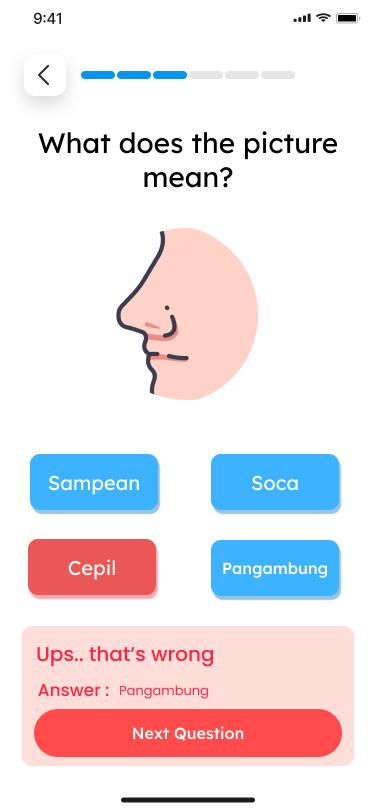 9:41
What does the picture
mean?
Sampean
Soca
Cepil
Pangambung
Ups.. that's wrong
Answer : Pangambung
Next Question